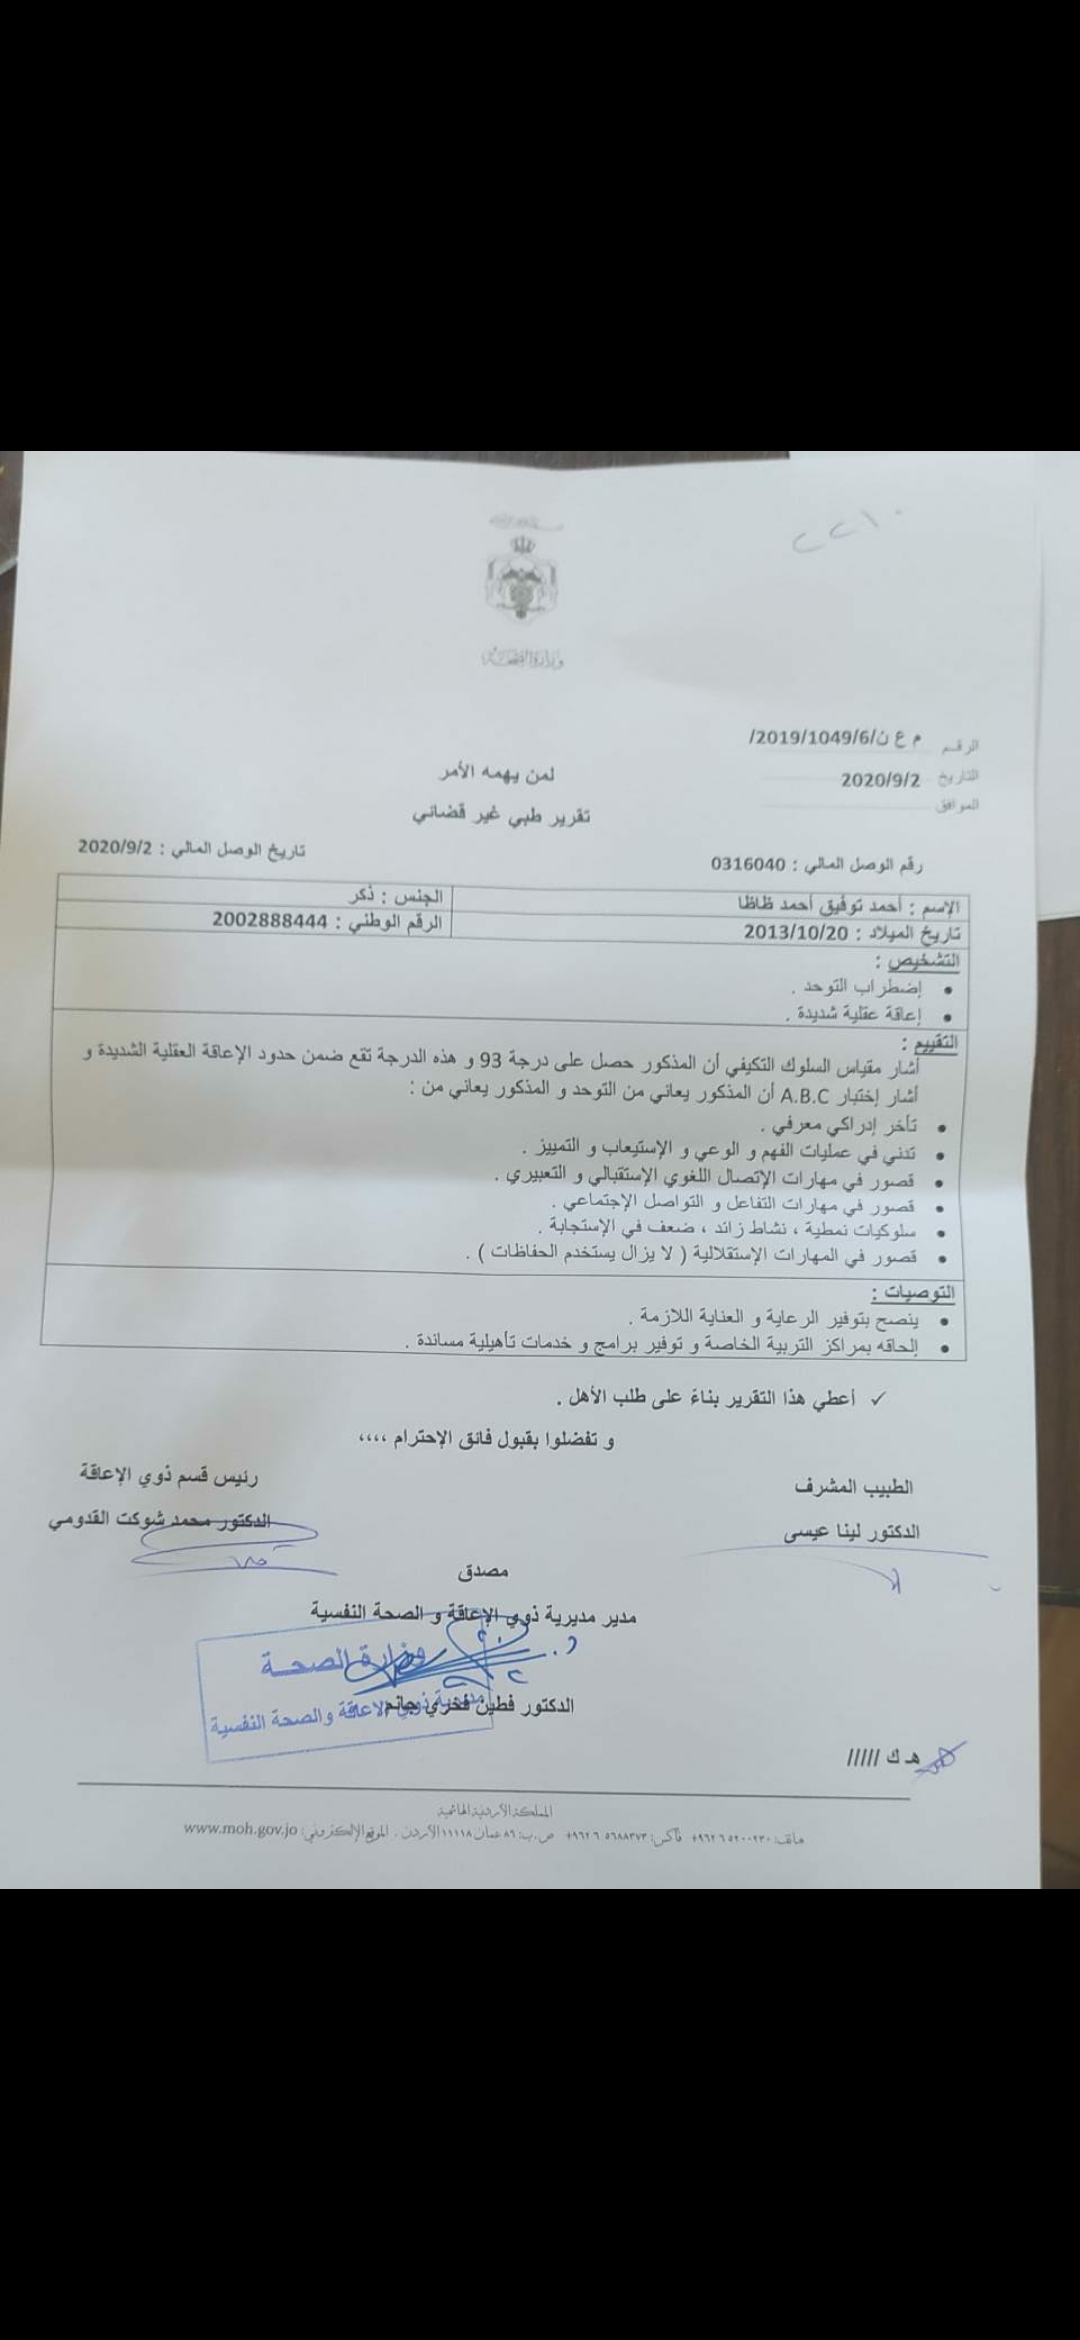 ٢٢١٠
وزارة الصحة
الرقم م ع ن/2019/1049/6/
التاريخ 2020/9/2
الموافق
لمن يهمه الأمر
تقرير طبي غير قضائي
رقم الوصل المالي : 0316040 تاريخ الوصل المالي : 2020/9/2
الإسم : أحمد توفيق أحمد ظاظا الجنس : ذكر
تاريخ الميلاد : 2013/10/20 الرقم الوطني : 2002888444
التشخيص :
• إضطراب التوحد .
• إعاقة عقلية شديدة .
التقييم :
أشار مقياس السلوك التكيفي أن المذكور حصل على درجة 93 و هذه الدرجة تقع ضمن حدود الإعاقة العقلية الشديدة و
أشار إختبار A.B.C أن المذكور يعاني من التوحد و المذكور يعاني من :
• تأخر إدراكي معرفي .
• تدني في عمليات الفهم و الوعي و الإستيعاب و التمييز .
• قصور في مهارات الإتصال اللغوي الإستقبالي و التعبيري .
• قصور في مهارات التفاعل و التواصل الإجتماعي .
• سلوكيات نمطية ، نشاط زائد ، ضعف في الإستجابة .
• قصور في المهارات الإستقلالية ( لا يزال يستخدم الحفاظات ) .
التوصيات :
• ينصح بتوفير الرعاية و العناية اللازمة .
• إلحاقه بمراكز التربية الخاصة و توفير برامج و خدمات تأهيلية مساندة .
✓ أعطي هذا التقرير بناءً على طلب الأهل .
و تفضلوا بقبول فائق الإحترام ،،،،
الطبيب المشرف رئيس قسم ذوي الإعاقة
الدكتور لينا عيسى الدكتور محمد شوكت القدومي
مصدق
مدير مديرية ذوي الإعاقة و الصحة النفسية
وزارة الصحة
مديرية ذوي الاعاقة والصحة النفسية
الدكتور فطين فخري جانم
هـ ك /////
المملكة الأردنية الهاشمية
هاتف: ٥٢٠٠٢٣٠ ٦ ٩٦٢+ فاكس: ٥٦٨٨٣٧٣ ٦ ٩٦٢+ ص.ب: ٨٦ عمان ١١١١٨ الأردن . الموقع الإلكتروني: www.moh.gov.jo